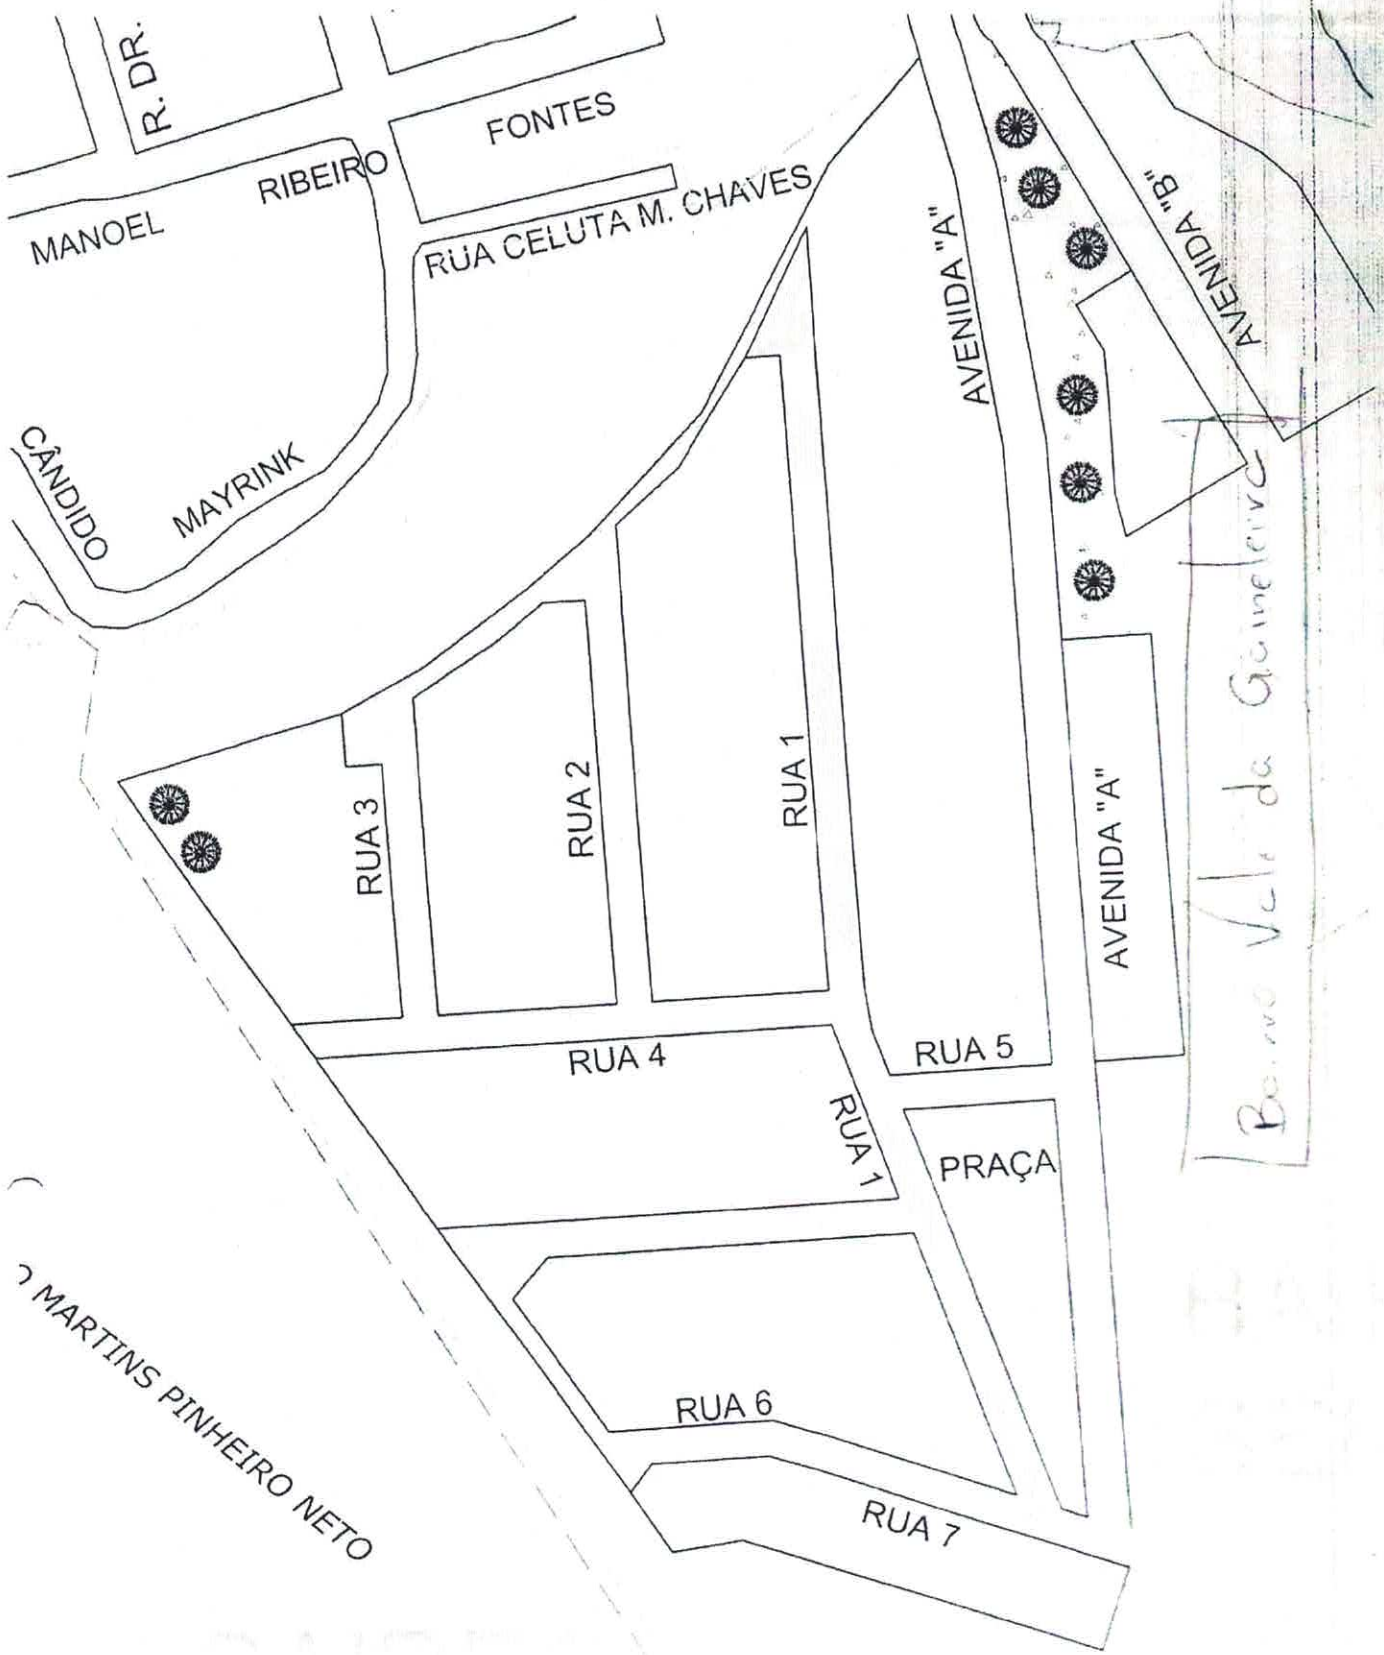 R. DR.
FONTES
RIBEIRO
MANOEL
RUA CELUTA M. CHAVES
AVENIDA "A"
AVENIDA "B"
CÂNDIDO
MAYRINK
RUA 1
RUA 2
RUA 3
AVENIDA "A"
Bairro Vale da Gameleira
RUA 4
RUA 5
RUA 1
PRAÇA
MARTINS PINHEIRO NETO
RUA 6
RUA 7